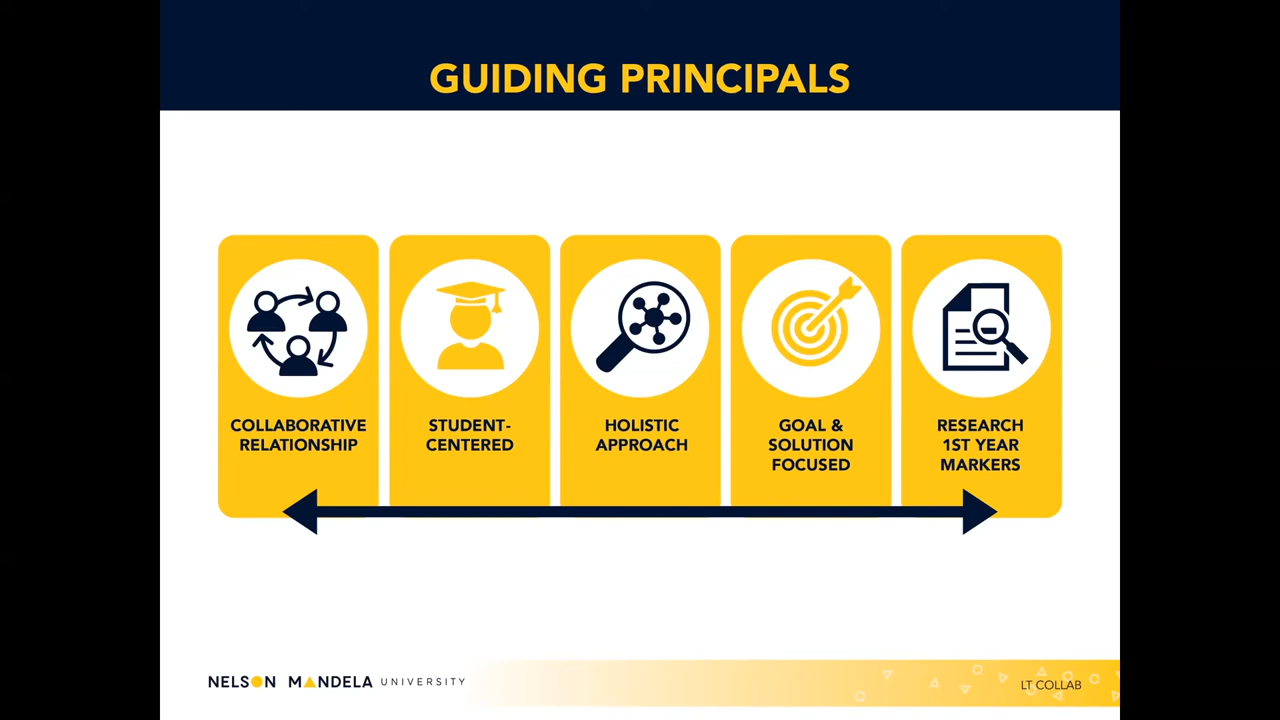 GUIDING PRINCIPALS
COLLABORATIVE
RELATIONSHIP
STUDENT-
CENTERED
HOLISTIC
APPROACH
GOAL &
SOLUTION
FOCUSED
RESEARCH
1ST YEAR
MARKERS
NELSON MANDELA UNIVERSITY
LT COLLAB